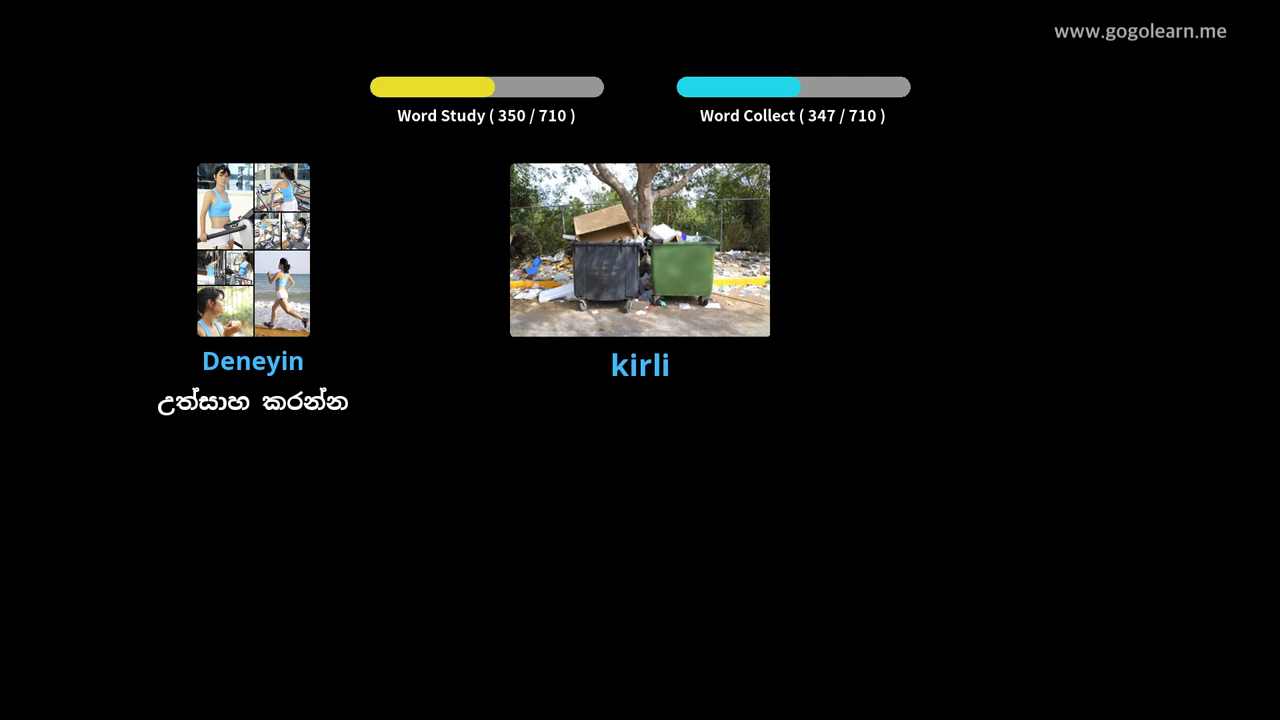 www.gogolearn.me
Word Study ( 350 / 710 )
Word Collect ( 347 / 710 )
Deneyin
උත්සාහ කරන්න
kirli